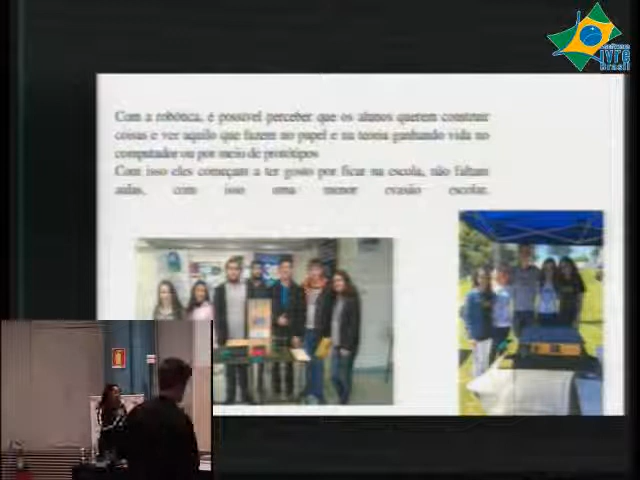 ivre
Brasil
Com a robótica, é possível perceber que os alunos querem construir
coisas e ver aquilo que fazem no papel e na teoria ganhando vida no
computador ou por meio de protótipos
Com isso eles começam a ter gosto por ficar na escola, não faltam
aulas, com isso uma menor evasão escolar.